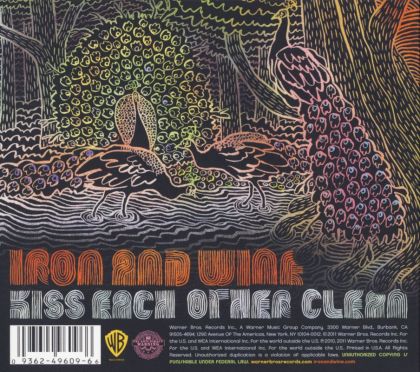 IRON AND WINE
KISS EACH OTHER CLEAN
Warner Bros. Records Inc., A Warner Music Group Company, 3300 Warner Blvd., Burbank, CA
91505-4694, 1290 Avenue Of The Americas, New York, NY 10104-0012. ©2011 Warner Bros. Records Inc. For
the U.S. and WEA International Inc. For the world outside the U.S. ℗ 2010, 2011 Warner Bros. Records Inc.
For the U.S. and WEA International Inc. For the world outside the U.S. Printed in U.S.A. All Rights
Reserved. Unauthorized duplication is a violation of applicable laws. UNAUTHORIZED COPYING IS
PUNISHABLE UNDER FEDERAL LAW. warnerbrosrecords.com ironandwine.com
WB
0 9362-49609-6 6